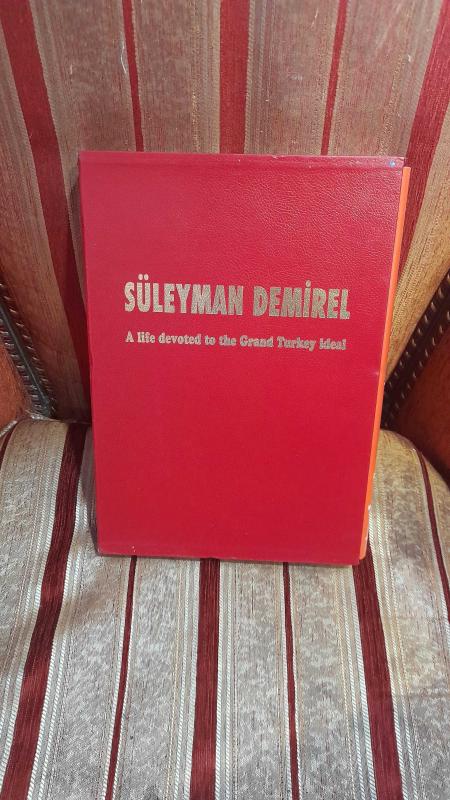 SÜLEYMAN DEMİREL
A life devoted to the Grand Turkey ideal